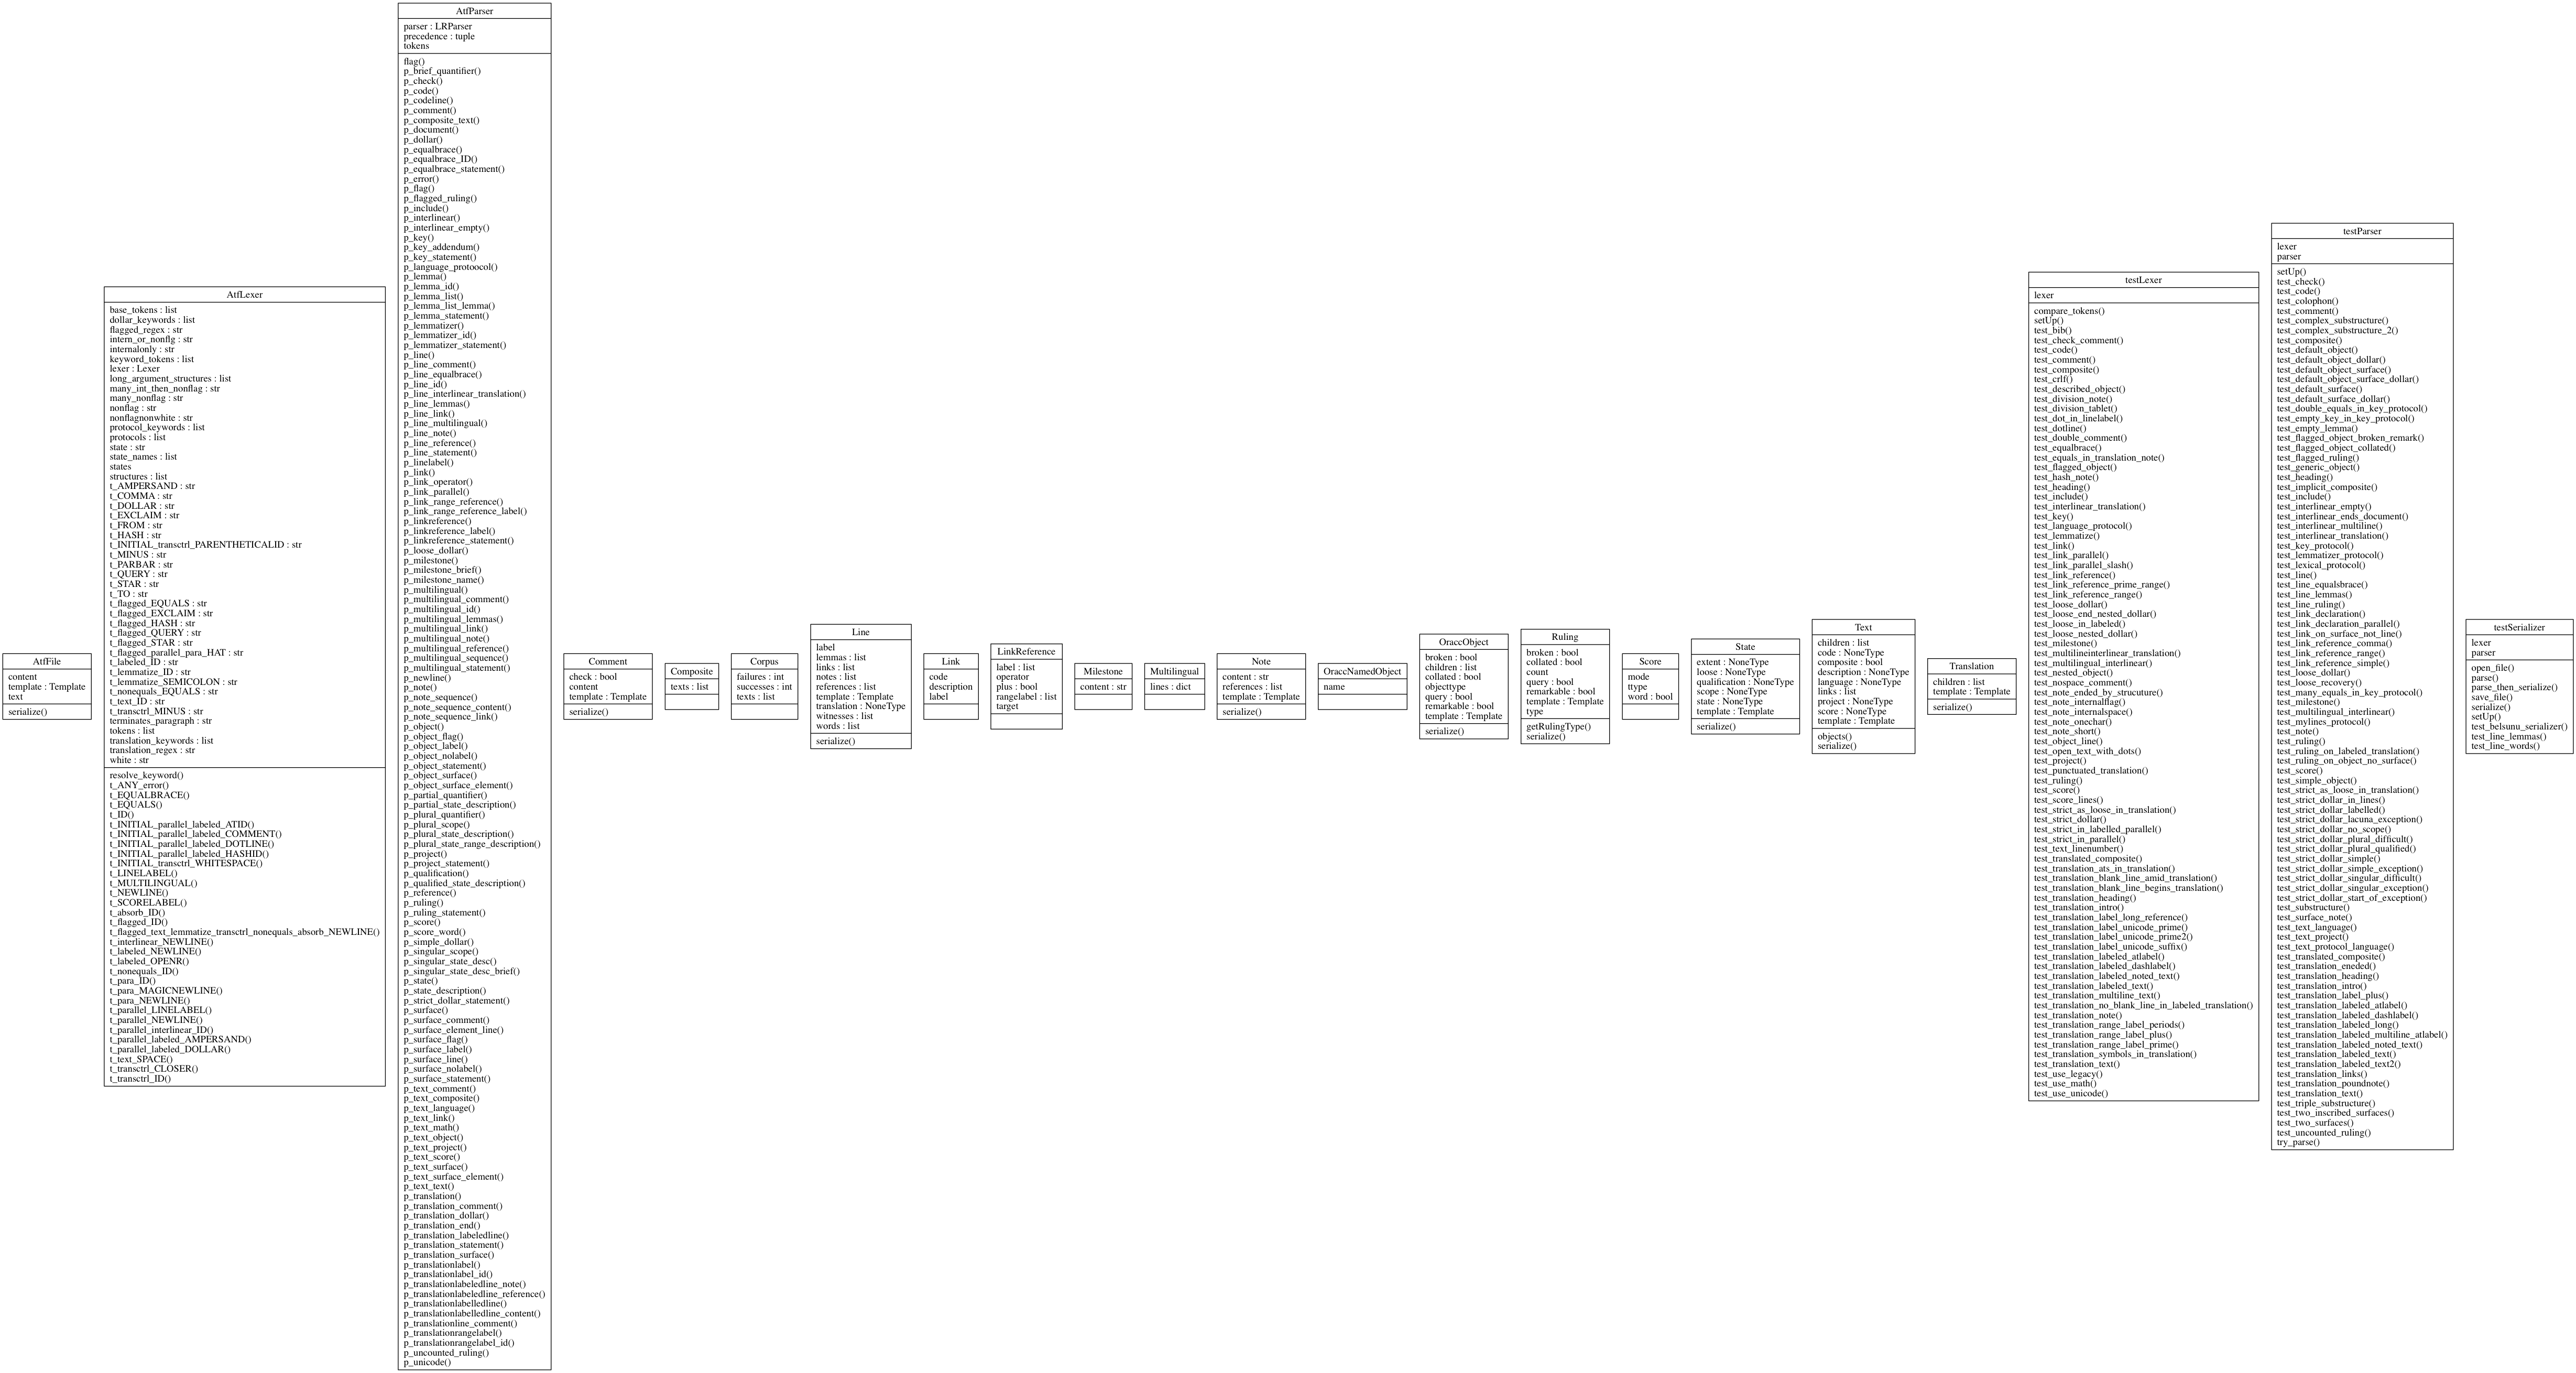 AtfFile
content
template : Template
text
serialize()
AtfLexer
base_tokens : list
dollar_keywords : list
flagged_regex : str
intern_or_nonflg : str
internalonly : str
keyword_tokens : list
lexer : Lexer
long_argument_structures : list
many_int_then_nonflag : str
many_nonflag : str
nonflag : str
nonflagnonwhite : str
protocol_keywords : list
protocols : list
state : str
state_names : list
states
structures : list
t_AMPERSAND : str
t_COMMA : str
t_DOLLAR : str
t_EXCLAIM : str
t_FROM : str
t_HASH : str
t_INITIAL_transctrl_PARENTHETICALID : str
t_MINUS : str
t_PARBAR : str
t_QUERY : str
t_STAR : str
t_TO : str
t_flagged_EQUALS : str
t_flagged_EXCLAIM : str
t_flagged_HASH : str
t_flagged_QUERY : str
t_flagged_STAR : str
t_flagged_parallel_para_HAT : str
t_labeled_ID : str
t_lemmatize_ID : str
t_lemmatize_SEMICOLON : str
t_nonequals_EQUALS : str
t_text_ID : str
t_transctrl_MINUS : str
terminates_paragraph : str
tokens : list
translation_keywords : list
translation_regex : str
white : str
resolve_keyword()
t_ANY_error()
t_EQUALBRACE()
t_EQUALS()
t_ID()
t_INITIAL_parallel_labeled_ATID()
t_INITIAL_parallel_labeled_COMMENT()
t_INITIAL_parallel_labeled_DOTLINE()
t_INITIAL_parallel_labeled_HASHID()
t_INITIAL_transctrl_WHITESPACE()
t_LINELABEL()
t_MULTILINGUAL()
t_NEWLINE()
t_SCORELABEL()
t_absorb_ID()
t_flagged_ID()
t_flagged_text_lemmatize_transctrl_nonequals_absorb_NEWLINE()
t_interlinear_NEWLINE()
t_labeled_NEWLINE()
t_labeled_OPENR()
t_nonequals_ID()
t_para_ID()
t_para_MAGICNEWLINE()
t_para_NEWLINE()
t_parallel_LINELABEL()
t_parallel_NEWLINE()
t_parallel_interlinear_ID()
t_parallel_labeled_AMPERSAND()
t_parallel_labeled_DOLLAR()
t_text_SPACE()
t_transctrl_CLOSER()
t_transctrl_ID()
AtfParser
parser : LRParser
precedence : tuple
tokens
flag()
p_brief_quantifier()
p_check()
p_code()
p_codeline()
p_comment()
p_composite_text()
p_document()
p_dollar()
p_equalbrace()
p_equalbrace_ID()
p_equalbrace_statement()
p_error()
p_flag()
p_flagged_ruling()
p_include()
p_interlinear()
p_interlinear_empty()
p_key()
p_key_addendum()
p_key_statement()
p_language_protoocol()
p_lemma()
p_lemma_id()
p_lemma_list()
p_lemma_list_lemma()
p_lemma_statement()
p_lemmatizer()
p_lemmatizer_id()
p_lemmatizer_statement()
p_line()
p_line_comment()
p_line_equalbrace()
p_line_id()
p_line_interlinear_translation()
p_line_lemmas()
p_line_link()
p_line_multilingual()
p_line_note()
p_line_reference()
p_line_statement()
p_linelabel()
p_link()
p_link_operator()
p_link_parallel()
p_link_range_reference()
p_link_range_reference_label()
p_linkreference()
p_linkreference_label()
p_linkreference_statement()
p_loose_dollar()
p_milestone()
p_milestone_brief()
p_milestone_name()
p_multilingual()
p_multilingual_comment()
p_multilingual_id()
p_multilingual_lemmas()
p_multilingual_link()
p_multilingual_note()
p_multilingual_reference()
p_multilingual_sequence()
p_multilingual_statement()
p_newline()
p_note()
p_note_sequence()
p_note_sequence_content()
p_note_sequence_link()
p_object()
p_object_flag()
p_object_label()
p_object_nolabel()
p_object_statement()
p_object_surface()
p_object_surface_element()
p_partial_quantifier()
p_partial_state_description()
p_plural_quantifier()
p_plural_scope()
p_plural_state_description()
p_plural_state_range_description()
p_project()
p_project_statement()
p_qualification()
p_qualified_state_description()
p_reference()
p_ruling()
p_ruling_statement()
p_score()
p_score_word()
p_simple_dollar()
p_singular_scope()
p_singular_state_desc()
p_singular_state_desc_brief()
p_state()
p_state_description()
p_strict_dollar_statement()
p_surface()
p_surface_comment()
p_surface_element_line()
p_surface_flag()
p_surface_label()
p_surface_line()
p_surface_nolabel()
p_surface_statement()
p_text_comment()
p_text_composite()
p_text_language()
p_text_link()
p_text_math()
p_text_object()
p_text_project()
p_text_score()
p_text_surface()
p_text_surface_element()
p_text_text()
p_translation()
p_translation_comment()
p_translation_dollar()
p_translation_end()
p_translation_labeledline()
p_translation_statement()
p_translation_surface()
p_translationlabel()
p_translationlabel_id()
p_translationlabeledline_note()
p_translationlabeledline_reference()
p_translationlabelledline()
p_translationlabelledline_content()
p_translationline_comment()
p_translationrangelabel()
p_translationrangelabel_id()
p_uncounted_ruling()
p_unicode()
Comment
check : bool
content
template : Template
serialize()
Composite
texts : list
Corpus
failures : int
successes : int
texts : list
Line
label
lemmas : list
links : list
notes : list
references : list
template : Template
translation : NoneType
witnesses : list
words : list
serialize()
Link
code
description
label
LinkReference
label : list
operator
plus : bool
rangelabel : list
target
Milestone
content : str
Multilingual
lines : dict
Note
content : str
references : list
template : Template
serialize()
OraccNamedObject
name
OraccObject
broken : bool
children : list
collated : bool
objecttype
query : bool
remarkable : bool
template : Template
serialize()
Ruling
broken : bool
collated : bool
count
query : bool
remarkable : bool
template : Template
type
getRulingType()
serialize()
Score
mode
ttype
word : bool
State
extent : NoneType
loose : NoneType
qualification : NoneType
scope : NoneType
state : NoneType
template : Template
serialize()
Text
children : list
code : NoneType
composite : bool
description : NoneType
language : NoneType
links : list
project : NoneType
score : NoneType
template : Template
objects()
serialize()
Translation
children : list
template : Template
serialize()
testLexer
lexer
compare_tokens()
setUp()
test_bib()
test_check_comment()
test_code()
test_comment()
test_composite()
test_crlf()
test_described_object()
test_division_note()
test_division_tablet()
test_dot_in_linelabel()
test_dotline()
test_double_comment()
test_equalbrace()
test_equals_in_translation_note()
test_flagged_object()
test_hash_note()
test_heading()
test_include()
test_interlinear_translation()
test_key()
test_language_protocol()
test_lemmatize()
test_link()
test_link_parallel()
test_link_parallel_slash()
test_link_reference()
test_link_reference_prime_range()
test_link_reference_range()
test_loose_dollar()
test_loose_end_nested_dollar()
test_loose_in_labeled()
test_loose_nested_dollar()
test_milestone()
test_multilineinterlinear_translation()
test_multilingual_interlinear()
test_nested_object()
test_nospace_comment()
test_note_ended_by_strucuture()
test_note_internalflag()
test_note_internalspace()
test_note_onechar()
test_note_short()
test_object_line()
test_open_text_with_dots()
test_project()
test_punctuated_translation()
test_ruling()
test_score()
test_score_lines()
test_strict_as_loose_in_translation()
test_strict_dollar()
test_strict_in_labelled_parallel()
test_strict_in_parallel()
test_text_linenumber()
test_translated_composite()
test_translation_ats_in_translation()
test_translation_blank_line_amid_translation()
test_translation_blank_line_begins_translation()
test_translation_heading()
test_translation_intro()
test_translation_label_long_reference()
test_translation_label_unicode_prime()
test_translation_label_unicode_prime2()
test_translation_label_unicode_suffix()
test_translation_labeled_atlabel()
test_translation_labeled_dashlabel()
test_translation_labeled_noted_text()
test_translation_labeled_text()
test_translation_multiline_text()
test_translation_no_blank_line_in_labeled_translation()
test_translation_note()
test_translation_range_label_periods()
test_translation_range_label_plus()
test_translation_range_label_prime()
test_translation_symbols_in_translation()
test_translation_text()
test_use_legacy()
test_use_math()
test_use_unicode()
testParser
lexer
parser
setUp()
test_check()
test_code()
test_colophon()
test_comment()
test_complex_substructure()
test_complex_substructure_2()
test_composite()
test_default_object()
test_default_object_dollar()
test_default_object_surface()
test_default_object_surface_dollar()
test_default_surface()
test_default_surface_dollar()
test_double_equals_in_key_protocol()
test_empty_key_in_key_protocol()
test_empty_lemma()
test_flagged_object_broken_remark()
test_flagged_object_collated()
test_flagged_ruling()
test_generic_object()
test_heading()
test_implicit_composite()
test_include()
test_interlinear_empty()
test_interlinear_ends_document()
test_interlinear_multiline()
test_interlinear_translation()
test_key_protocol()
test_lemmatizer_protocol()
test_lexical_protocol()
test_line()
test_line_equalsbrace()
test_line_lemmas()
test_line_ruling()
test_link_declaration()
test_link_declaration_parallel()
test_link_on_surface_not_line()
test_link_reference_comma()
test_link_reference_range()
test_link_reference_simple()
test_loose_dollar()
test_loose_recovery()
test_many_equals_in_key_protocol()
test_milestone()
test_multilingual_interlinear()
test_mylines_protocol()
test_note()
test_ruling()
test_ruling_on_labeled_translation()
test_ruling_on_object_no_surface()
test_score()
test_simple_object()
test_strict_as_loose_in_translation()
test_strict_dollar_in_lines()
test_strict_dollar_labelled()
test_strict_dollar_lacuna_exception()
test_strict_dollar_no_scope()
test_strict_dollar_plural_difficult()
test_strict_dollar_plural_qualified()
test_strict_dollar_simple()
test_strict_dollar_simple_exception()
test_strict_dollar_singular_difficult()
test_strict_dollar_singular_exception()
test_strict_dollar_start_of_exception()
test_substructure()
test_surface_note()
test_text_language()
test_text_project()
test_text_protocol_language()
test_translated_composite()
test_translation_eneded()
test_translation_heading()
test_translation_intro()
test_translation_label_plus()
test_translation_labeled_atlabel()
test_translation_labeled_dashlabel()
test_translation_labeled_long()
test_translation_labeled_multiline_atlabel()
test_translation_labeled_noted_text()
test_translation_labeled_text()
test_translation_labeled_text2()
test_translation_links()
test_translation_poundnote()
test_translation_text()
test_triple_substructure()
test_two_inscribed_surfaces()
test_two_surfaces()
test_uncounted_ruling()
try_parse()
testSerializer
lexer
parser
open_file()
parse()
parse_then_serialize()
save_file()
serialize()
setUp()
test_belsunu_serializer()
test_line_lemmas()
test_line_words()